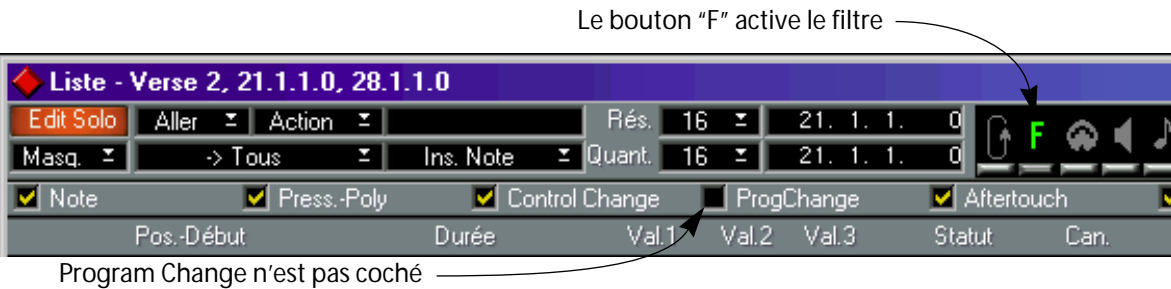 Le bouton “F” active le filtre
Liste - Verse 2, 21.1.1.0, 28.1.1.0
Edit Solo Aller Action Rés. 16 21. 1. 1. 0
F
Masq. -> Tous Ins. Note Quant. 16 21. 1. 1. 0
Note Press.-Poly Control Change ProgChange Aftertouch
Pos.-Début Durée Val.1 Val.2 Val.3 Statut Can.
Program Change n’est pas coché